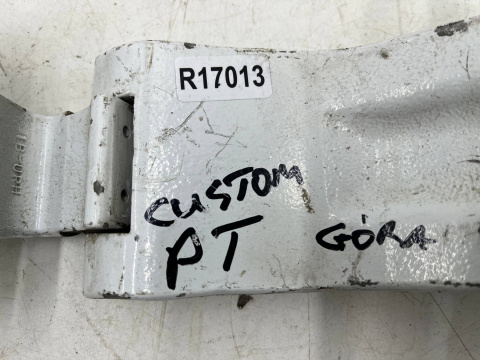 R17013
CUSTOM
PT GÓRA